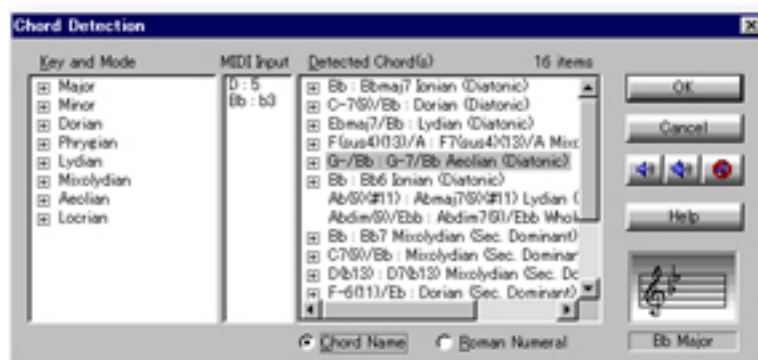 Chord Detection
Key and Mode
Major
Minor
Dorian
Phrygian
Lydian
Mixolydian
Aeolian
Locrian
MIDI Input
D : 5
Bb : b3
Detected Chord(s) 16 items
Bb : Bbmaj7 Ionian (Diatonic)
C-7(9)/Bb : Dorian (Diatonic)
Ebmaj7/Bb : Lydian (Diatonic)
F(sus4)(13)/A : F7(sus4)(13)/A Mixo
G-/Bb : G-7/Bb Aeolian (Diatonic)
Bb : Bb6 Ionian (Diatonic)
Ab(9)(#11) : Abmaj7(9)(#11) Lydian (
Abdim(9)/Ebb : Abdim7(9)/Ebb Whol
Bb : Bb7 Mixolydian (Sec. Dominant)
C7(9)/Bb : Mixolydian (Sec. Dominar
D(b13) : D7(b13) Mixolydian (Sec. Dc
F-6(11)/Eb : Dorian (Sec. Dominant)
Chord Name
Roman Numeral
OK
Cancel
Help
Bb Major